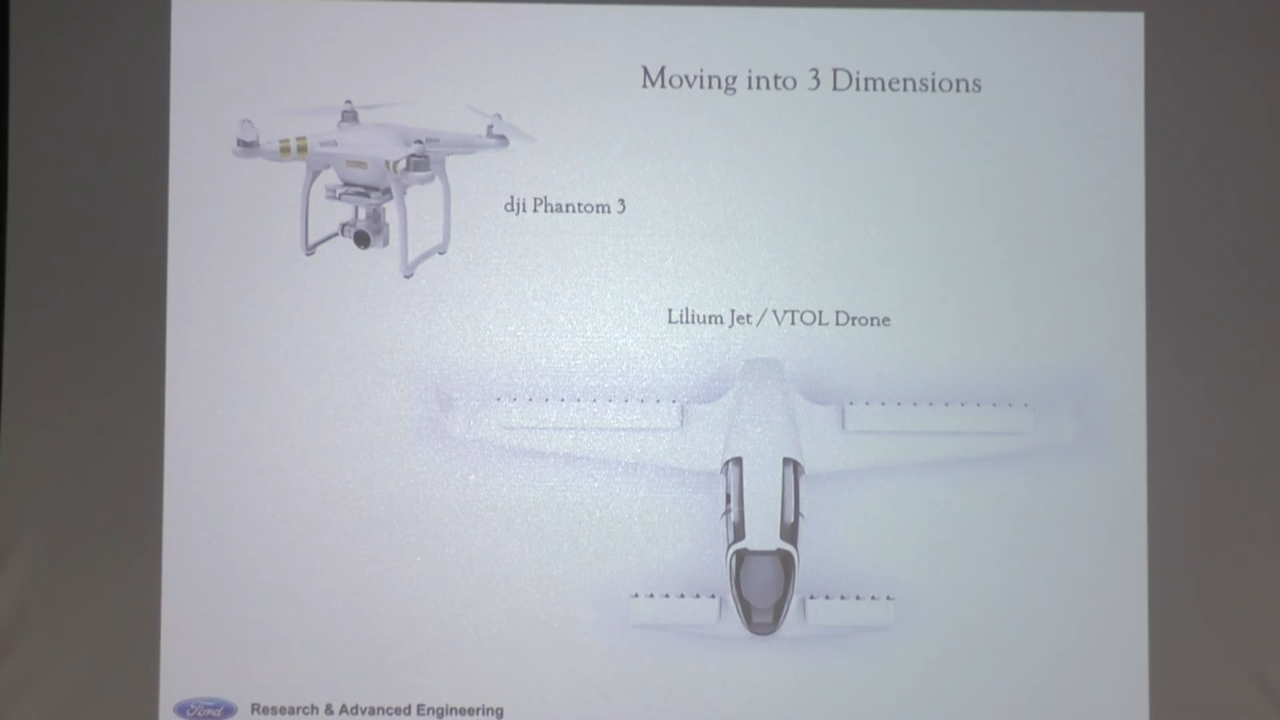 Moving into 3 Dimensions
dji Phantom 3
Lilium Jet / VTOL Drone
Ford
Research & Advanced Engineering